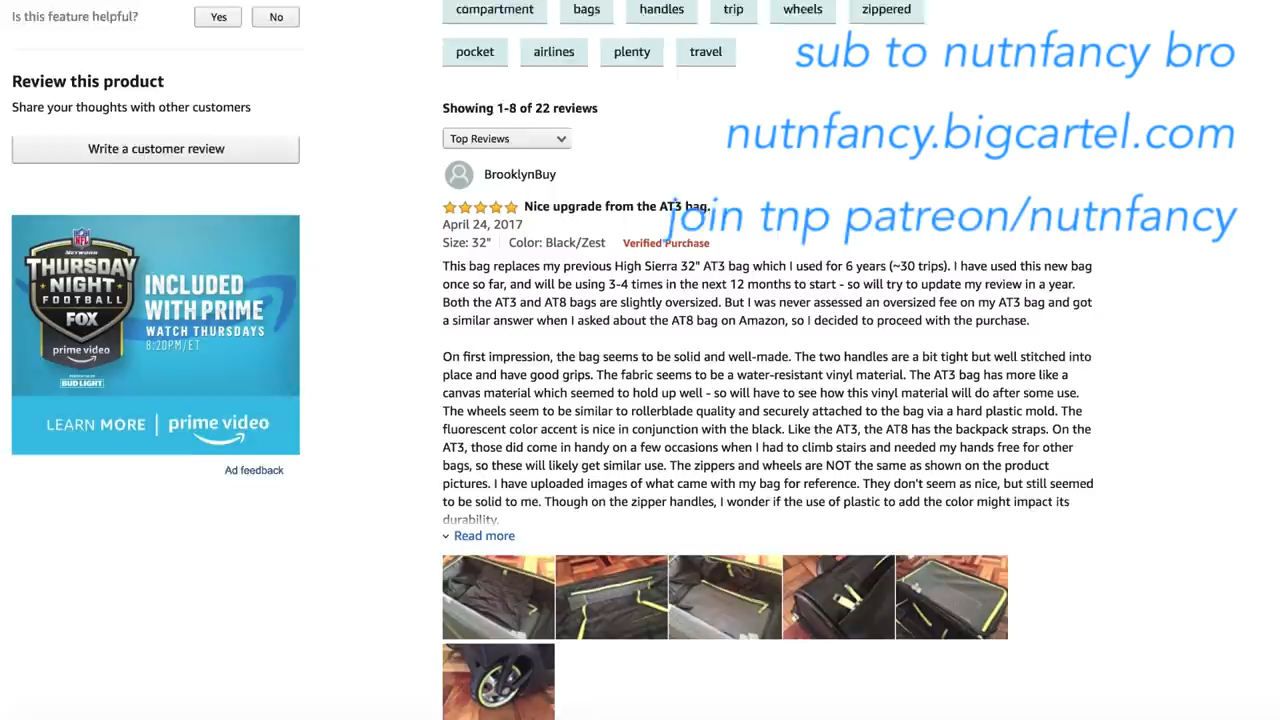 Is this feature helpful?
Yes
No
Review this product
Share your thoughts with other customers
Write a customer review
NFL
NETWORK
THURSDAY
NIGHT
FOOTBALL
FOX
prime video
PRESENTED BY
BUD LIGHT
INCLUDED
WITH PRIME
WATCH THURSDAYS
8:20PM/ET
LEARN MORE | prime video
Ad feedback
compartment
bags
handles
trip
wheels
zippered
pocket
airlines
plenty
travel
sub to nutnfancy bro
nutnfancy.bigcartel.com
join tnp patreon/nutnfancy
Showing 1-8 of 22 reviews
Top Reviews
BrooklynBuy
Nice upgrade from the AT3 bag.
April 24, 2017
Size: 32" | Color: Black/Zest Verified Purchase
This bag replaces my previous High Sierra 32" AT3 bag which I used for 6 years (~30 trips). I have used this new bag
once so far, and will be using 3-4 times in the next 12 months to start - so will try to update my review in a year.
Both the AT3 and AT8 bags are slightly oversized. But I was never assessed an oversized fee on my AT3 bag and got
a similar answer when I asked about the AT8 bag on Amazon, so I decided to proceed with the purchase.
On first impression, the bag seems to be solid and well-made. The two handles are a bit tight but well stitched into
place and have good grips. The fabric seems to be a water-resistant vinyl material. The AT3 bag has more like a
canvas material which seemed to hold up well - so will have to see how this vinyl material will do after some use.
The wheels seem to be similar to rollerblade quality and securely attached to the bag via a hard plastic mold. The
fluorescent color accent is nice in conjunction with the black. Like the AT3, the AT8 has the backpack straps. On the
AT3, those did come in handy on a few occasions when I had to climb stairs and needed my hands free for other
bags, so these will likely get similar use. The zippers and wheels are NOT the same as shown on the product
pictures. I have uploaded images of what came with my bag for reference. They don't seem as nice, but still seemed
to be solid to me. Though on the zipper handles, I wonder if the use of plastic to add the color might impact its
durability.
Read more